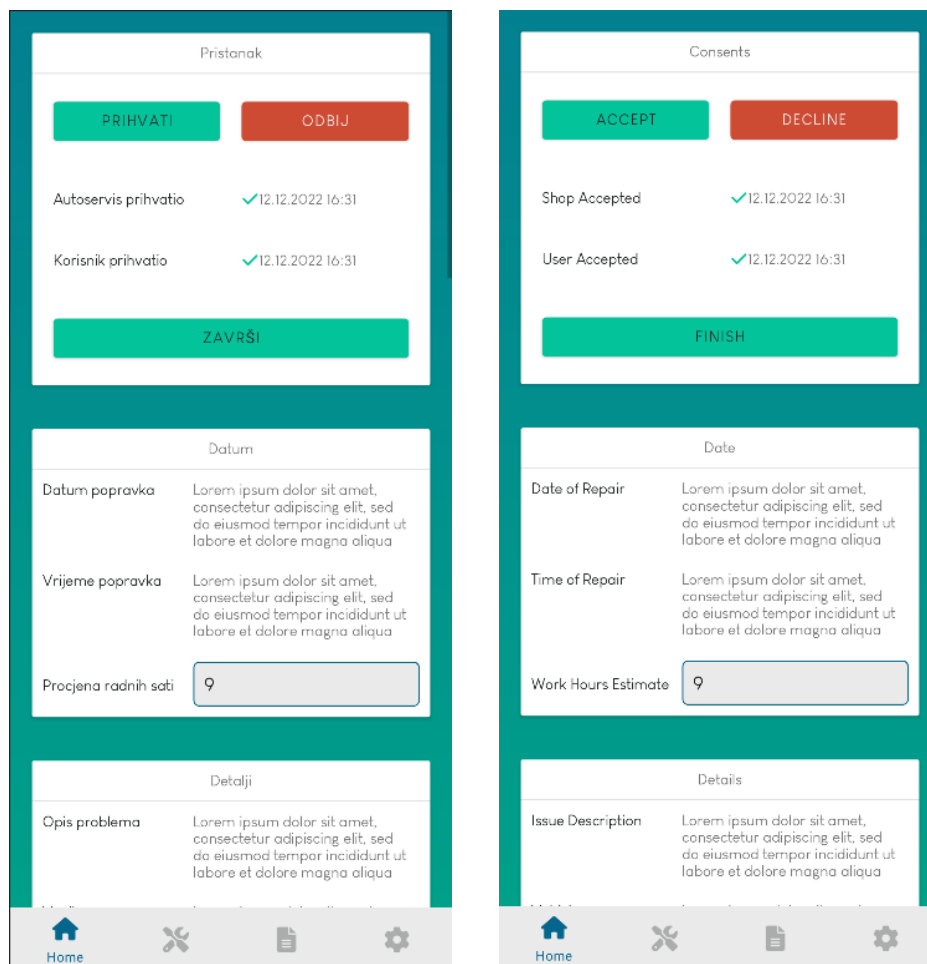 Pristanak
PRIHVATI
ODBIJ
Autoservis prihvatio
12.12.2022 16:31
Korisnik prihvatio
12.12.2022 16:31
ZAVRŠI
Datum
Datum popravka
Lorem ipsum dolor sit amet,
consectetur adipiscing elit, sed
do eiusmod tempor incididunt ut
labore et dolore magna aliqua
Vrijeme popravka
Lorem ipsum dolor sit amet,
consectetur adipiscing elit, sed
do eiusmod tempor incididunt ut
labore et dolore magna aliqua
Procjena radnih sati
9
Detalji
Opis problema
Lorem ipsum dolor sit amet,
consectetur adipiscing elit, sed
do eiusmod tempor incididunt ut
labore et dolore magna aliqua
Home
Consents
ACCEPT
DECLINE
Shop Accepted
12.12.2022 16:31
User Accepted
12.12.2022 16:31
FINISH
Date
Date of Repair
Lorem ipsum dolor sit amet,
consectetur adipiscing elit, sed
do eiusmod tempor incididunt ut
labore et dolore magna aliqua
Time of Repair
Lorem ipsum dolor sit amet,
consectetur adipiscing elit, sed
do eiusmod tempor incididunt ut
labore et dolore magna aliqua
Work Hours Estimate
9
Details
Issue Description
Lorem ipsum dolor sit amet,
consectetur adipiscing elit, sed
do eiusmod tempor incididunt ut
labore et dolore magna aliqua
Home